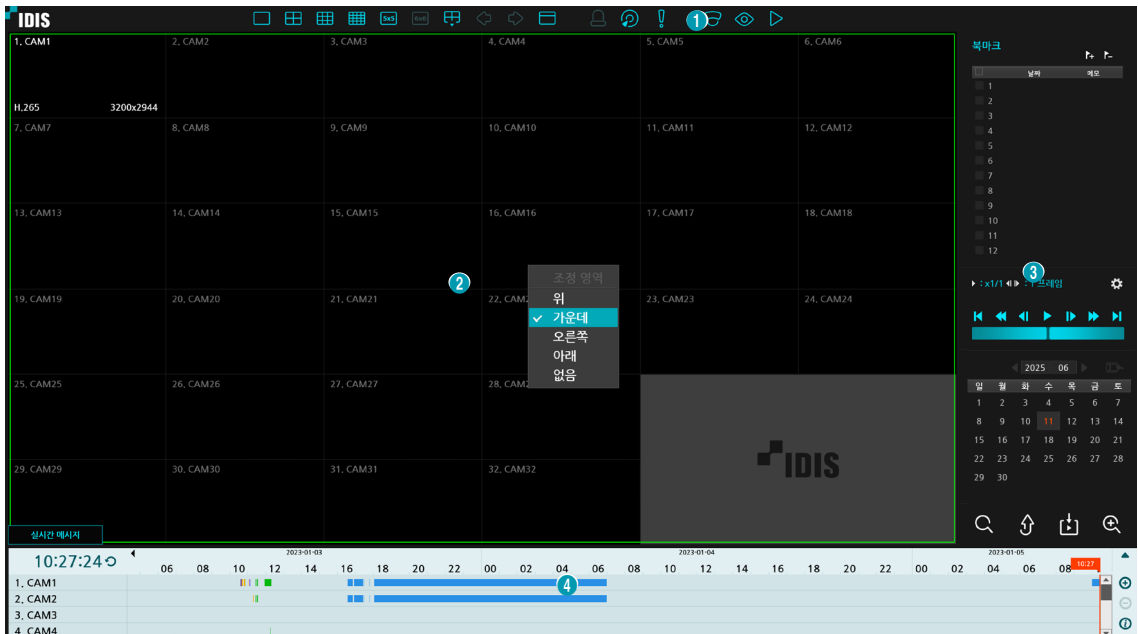 IDIS
5x5
6x6
1
1, CAM1
2, CAM2
3, CAM3
4, CAM4
5, CAM5
6, CAM6
H,265 3200x2944
7, CAM7
8, CAM8
9, CAM9
10, CAM10
11, CAM11
12, CAM12
13, CAM13
14, CAM14
15, CAM15
16, CAM16
17, CAM17
18, CAM18
2
19, CAM19
20, CAM20
21, CAM21
22, CAM2
23, CAM23
24, CAM24
조정 영역
위
가운데
오른쪽
아래
없음
25, CAM25
26, CAM26
27, CAM27
28, CAM2
29, CAM29
30, CAM30
31, CAM31
32, CAM32
IDIS
실시간 메시지
북마크
날짜 메모
1
2
3
4
5
6
7
8
9
10
11
12
3
: x1/1 : 1 프레임
2025 06
일 월 화 수 목 금 토
1 2 3 4 5 6 7
8 9 10 11 12 13 14
15 16 17 18 19 20 21
22 23 24 25 26 27 28
29 30
10:27:24
2023-01-03 2023-01-04 2023-01-05
06 08 10 12 14 16 18 20 22 00 02 04 06 08 10 12 14 16 18 20 22 00 02 04 06 08 10:27
1, CAM1
4
2, CAM2
3, CAM3
4, CAM4